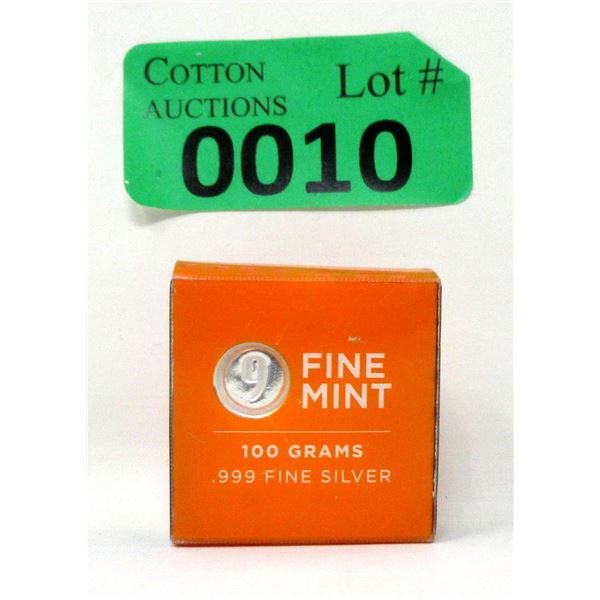 COTTON
AUCTIONS
Lot #
0010
9
FINE
MINT
100 GRAMS
.999 FINE SILVER